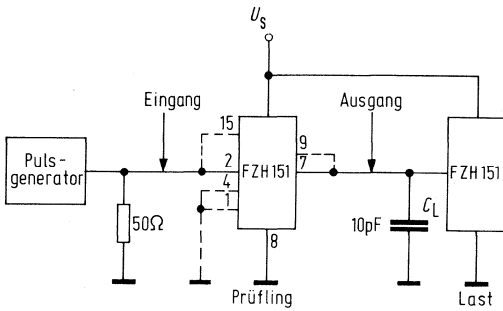 U_S
Eingang
Ausgang
Puls-
generator
15
2
4
1
FZH 151
9
7
8
50Ω
10pF
C_L
FZH 151
Prüfling
Last